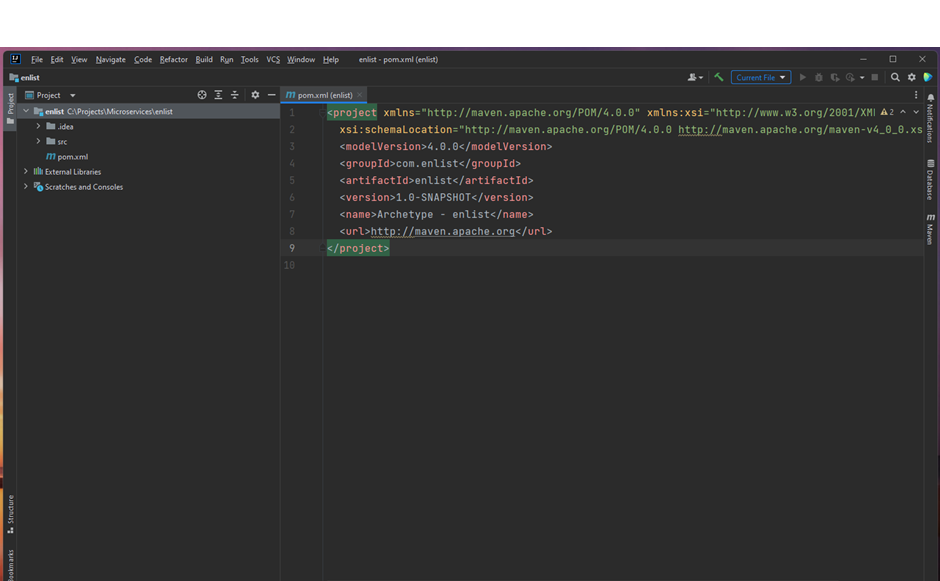 File Edit View Navigate Code Refactor Build Run Tools VCS Window Help enlist - pom.xml (enlist)
enlist
Current File
Project
Project
pom.xml (enlist)
enlist C:\Projects\Microservices\enlist
.idea
src
pom.xml
External Libraries
Scratches and Consoles
1 <project xmlns="http://maven.apache.org/POM/4.0.0" xmlns:xsi="http://www.w3.org/2001/XMl 2
2 xsi:schemaLocation="http://maven.apache.org/POM/4.0.0 http://maven.apache.org/maven-v4_0_0.xs
3 <modelVersion>4.0.0</modelVersion>
4 <groupId>com.enlist</groupId>
5 <artifactId>enlist</artifactId>
6 <version>1.0-SNAPSHOT</version>
7 <name>Archetype - enlist</name>
8 <url>http://maven.apache.org</url>
9 </project>
10
Notifications
Database
m Maven
Structure
ookmarks